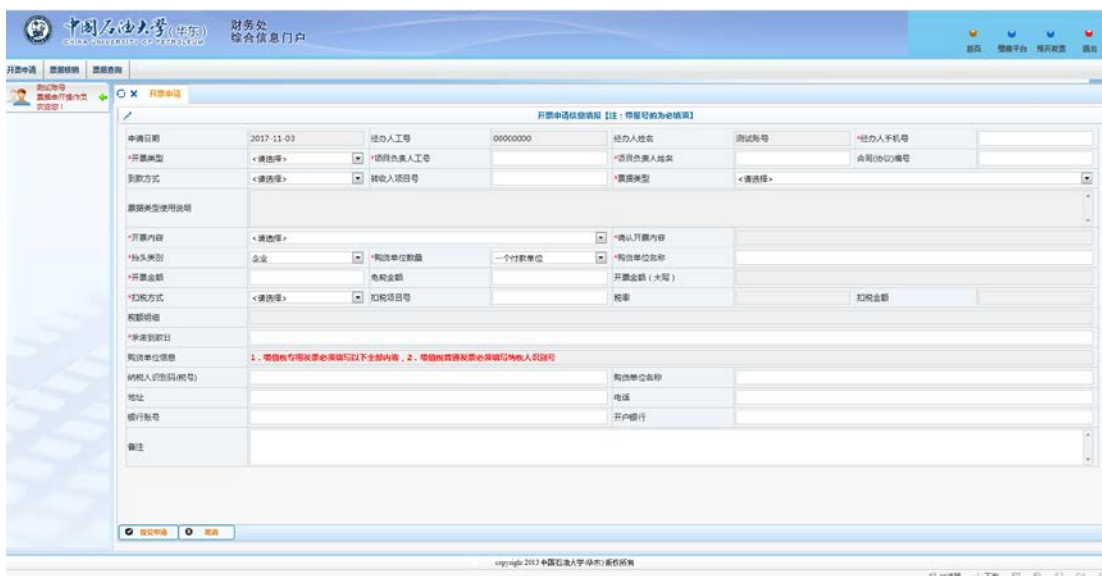 中国石油大学(华东) 财务处
CHINA UNIVERSITY OF PETROLEUM 综合信息门户
首页 预开发票 退出
开票申请 票据核销 票据查询
测试账号
欢迎您！
开票申请
开票申请信息填报【注：带星号的为必填项】
申请日期 2017-11-03 经办人工号 00000000 经办人姓名 测试账号 *经办人手机号
*开票类型 <请选择> *项目负责人工号 *项目负责人姓名 合同(协议)编号
到款方式 <请选择> 转收入项目号 *票据类型 <请选择>
票据类型使用说明
*开票内容 <请选择> *确认开票内容
*抬头类别 企业 *购货单位数量 一个付款单位 *购货单位名称
*开票金额 免税金额 开票金额（大写）
*扣税方式 <请选择> 扣税项目号 税率 扣税金额
税额明细
*承诺到款日
购货单位信息 1．增值税专用发票必须填写以下全部内容，2．增值税普通发票必须填写纳税人识别号
纳税人识别码(税号) 购货单位名称
地址 电话
银行账号 开户银行
备注
提交申请 取消
copyright 2013 中国石油大学(华东) 版权所有